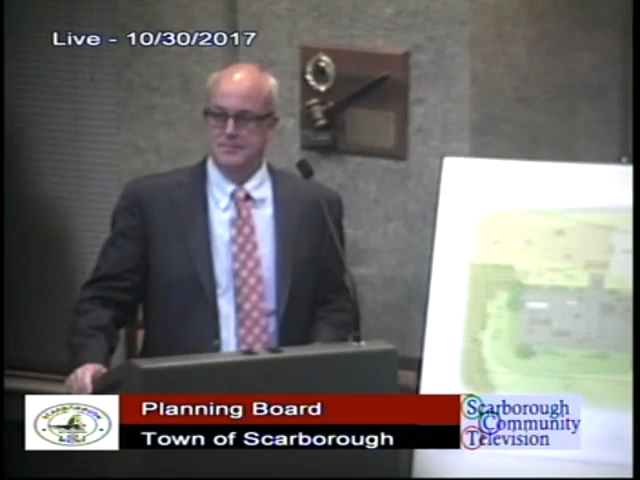 Live - 10/30/2017
Planning Board
Town of Scarborough
Scarborough
Community
Television